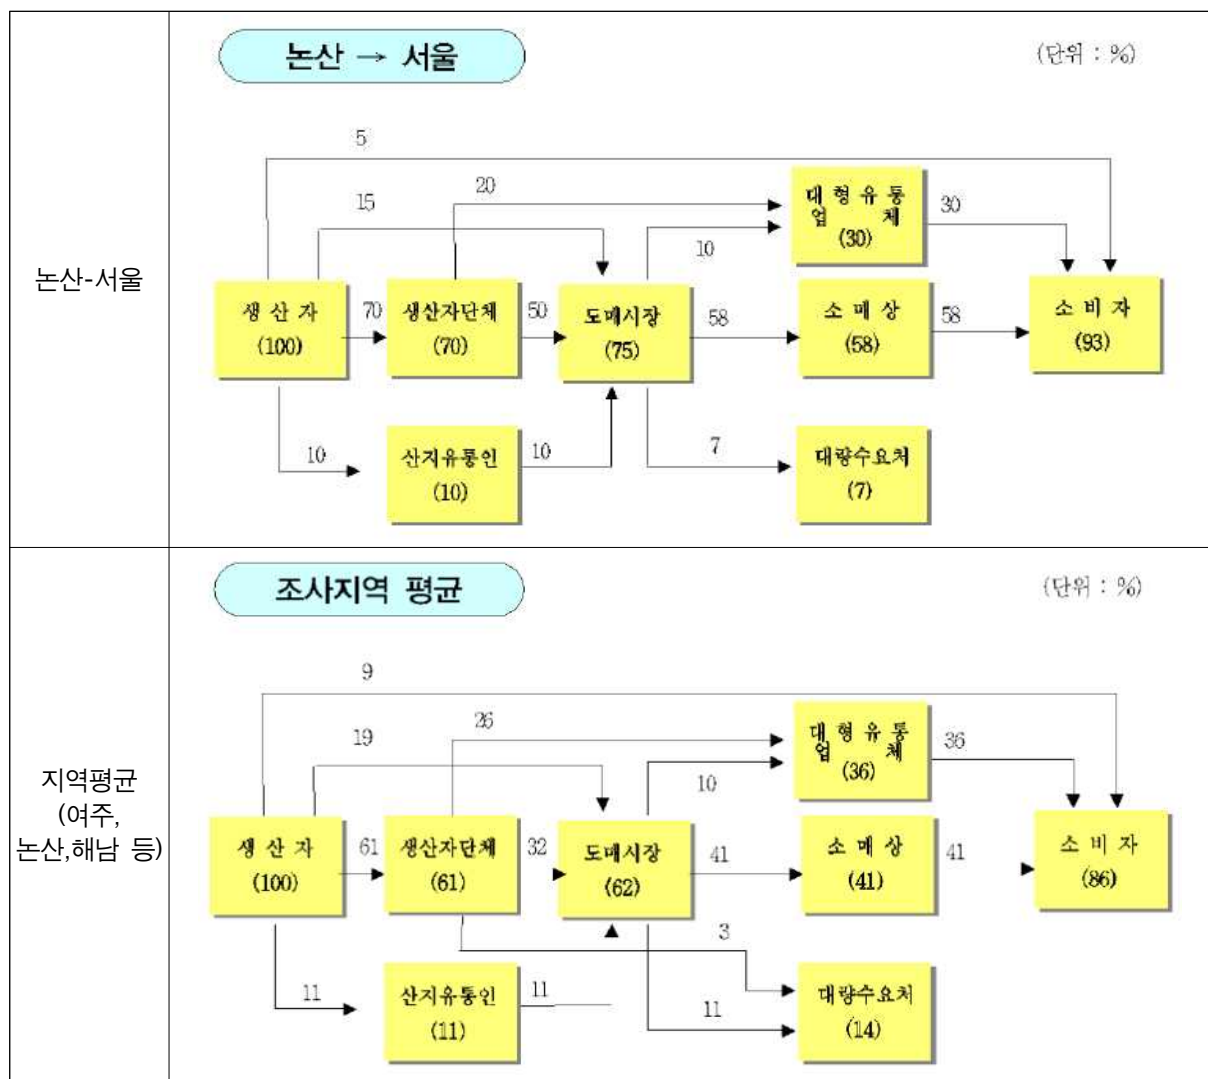 논산-서울
논산 → 서울
(단위 : %)
5
15
20
10
30
생 산 자
(100)
70
생산자단체
(70)
50
도매시장
(75)
58
대 형 유 통
업 체
(30)
소 매 상
(58)
58
소 비 자
(93)
10
산지유통인
(10)
10
7
대량수요처
(7)
지역평균
(여주,
논산,해남 등)
조사지역 평균
(단위 : %)
9
19
26
10
36
생 산 자
(100)
61
생산자단체
(61)
32
도매시장
(62)
41
대 형 유 통
업 체
(36)
소 매 상
(41)
41
소 비 자
(86)
11
산지유통인
(11)
11
3
11
대량수요처
(14)